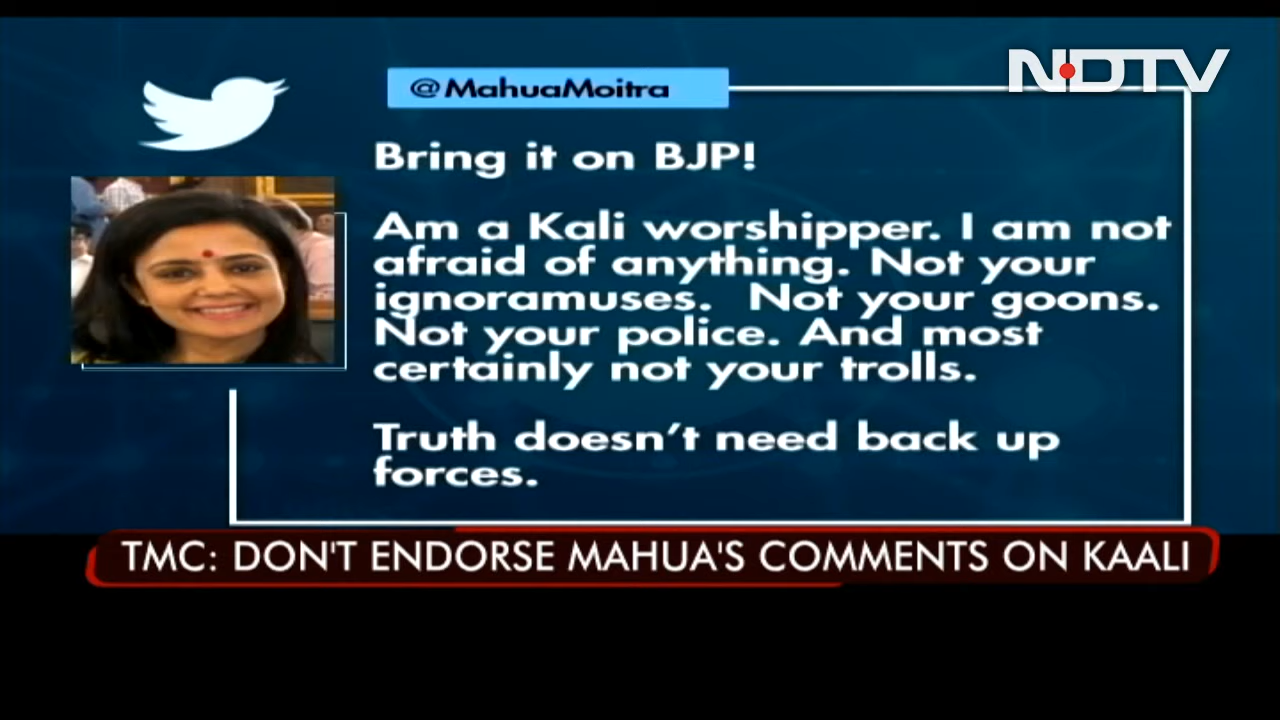 NDTV
@MahuaMoitra
Bring it on BJP!
Am a Kali worshipper. I am not
afraid of anything. Not your
ignoramuses. Not your goons.
Not your police. And most
certainly not your trolls.
Truth doesn't need back up
forces.
TMC: DON'T ENDORSE MAHUA'S COMMENTS ON KAALI